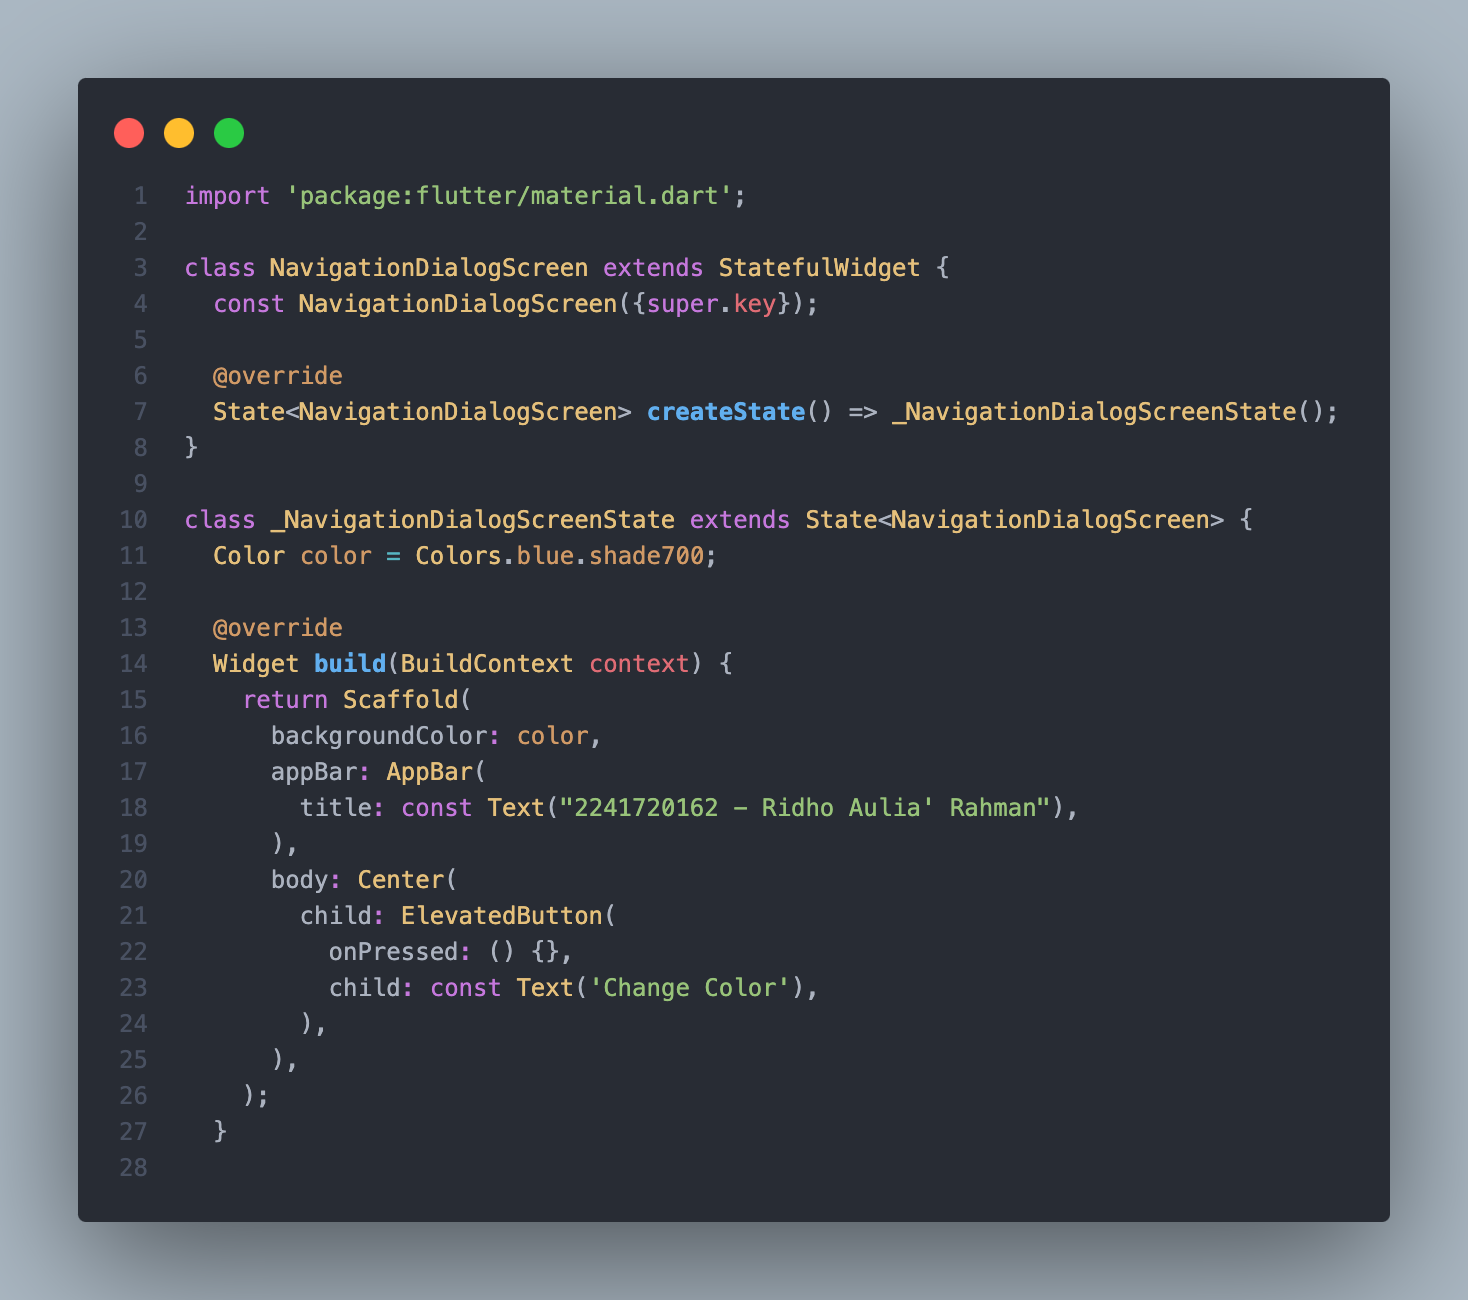 1 import 'package:flutter/material.dart';
2
3 class NavigationDialogScreen extends StatefulWidget {
4   const NavigationDialogScreen({super.key});
5
6   @override
7   State<NavigationDialogScreen> createState() => _NavigationDialogScreenState();
8 }
9
10 class _NavigationDialogScreenState extends State<NavigationDialogScreen> {
11   Color color = Colors.blue.shade700;
12
13   @override
14   Widget build(BuildContext context) {
15     return Scaffold(
16       backgroundColor: color,
17       appBar: AppBar(
18         title: const Text("2241720162 - Ridho Aulia' Rahman"),
19       ),
20       body: Center(
21         child: ElevatedButton(
22           onPressed: () {},
23           child: const Text('Change Color'),
24         ),
25       ),
26     );
27   }
28